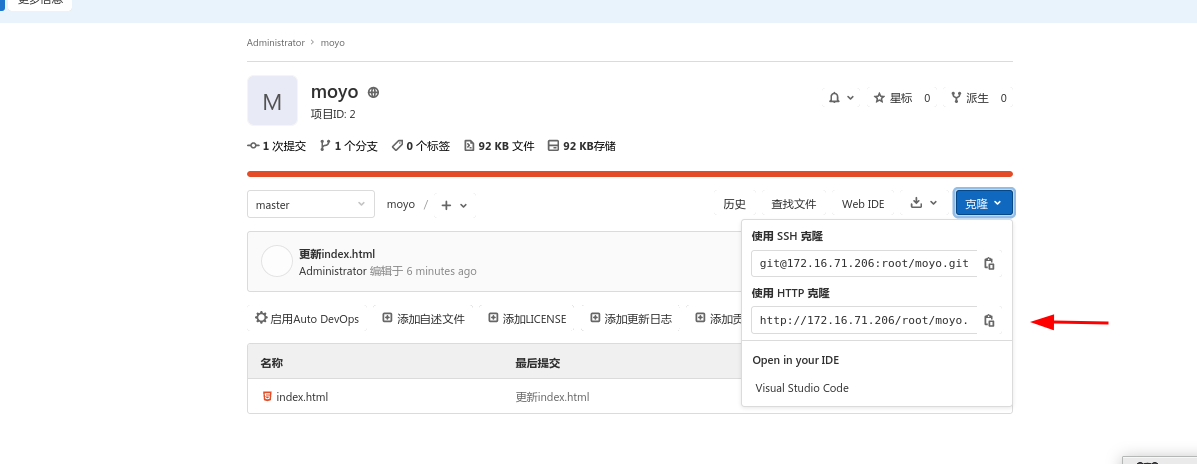 更多信息
Administrator > moyo
M
moyo
项目ID: 2
星标 0
派生 0
1 次提交 1 个分支 0 个标签 92 KB 文件 92 KB存储
master
moyo / +
历史 查找文件 Web IDE 克隆
使用 SSH 克隆
git@172.16.71.206:root/moyo.git
使用 HTTP 克隆
http://172.16.71.206/root/moyo.
Open in your IDE
Visual Studio Code
更新index.html
Administrator 编辑于 6 minutes ago
启用Auto DevOps 添加自述文件 添加LICENSE 添加更新日志 添加
名称 最后提交
index.html 更新index.html